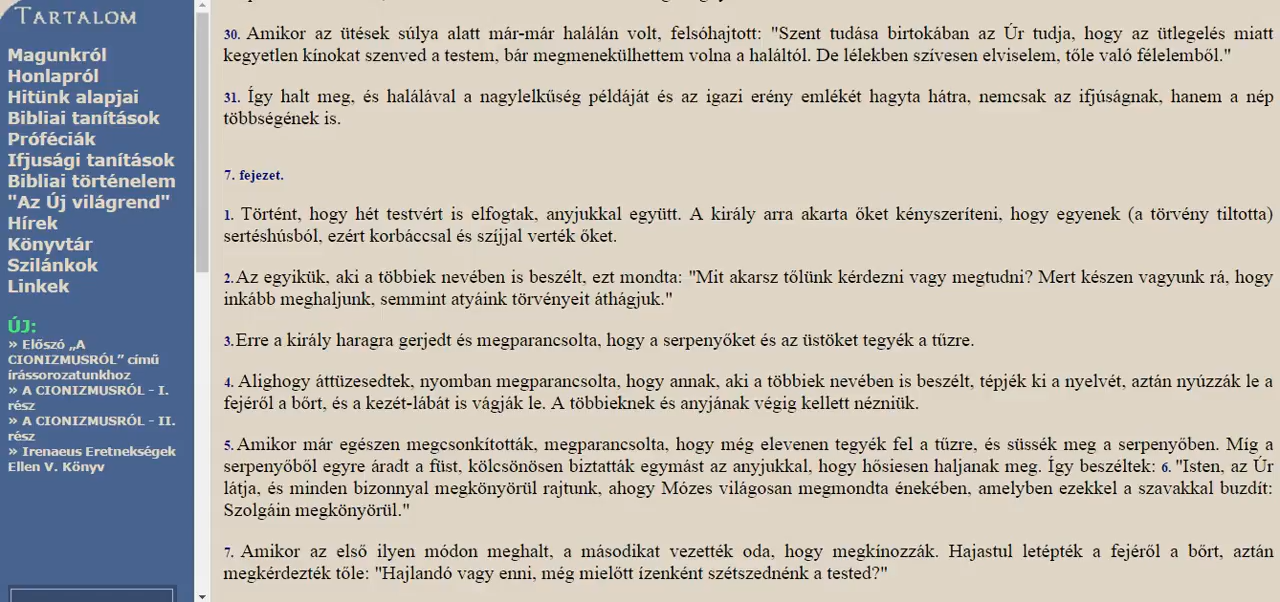 TARTALOM
Magunkról
Honlapról
Hitünk alapjai
Bibliai tanítások
Próféciák
Ifjusági tanítások
Bibliai történelem
"Az Új világrend"
Hírek
Könyvtár
Szilánkok
Linkek
ÚJ:
» Előszó „A
CIONIZMUSRÓL” című
írássorozatunkhoz
» A CIONIZMUSRÓL - I.
rész
» A CIONIZMUSRÓL - II.
rész
» Irenaeus Eretnekségek
Ellen V. Könyv
30. Amikor az ütések súlya alatt már-már halálán volt, felsóhajtott: "Szent tudása birtokában az Úr tudja, hogy az ütlegelés miatt
kegyetlen kínokat szenved a testem, bár megmenekülhettem volna a haláltól. De lélekben szívesen elviselem, tőle való félelemből."
31. Így halt meg, és halálával a nagylelkűség példáját és az igazi erény emlékét hagyta hátra, nemcsak az ifjúságnak, hanem a nép
többségének is.
7. fejezet.
1. Történt, hogy hét testvért is elfogtak, anyjukkal együtt. A király arra akarta őket kényszeríteni, hogy egyenek (a törvény tiltotta)
sertéshúsból, ezért korbáccsal és szíjjal verték őket.
2.Az egyikük, aki a többiek nevében is beszélt, ezt mondta: "Mit akarsz tőlünk kérdezni vagy megtudni? Mert készen vagyunk rá, hogy
inkább meghaljunk, semmint atyáink törvényeit áthágjuk."
3.Erre a király haragra gerjedt és megparancsolta, hogy a serpenyőket és az üstöket tegyék a tűzre.
4. Alighogy áttüzesedtek, nyomban megparancsolta, hogy annak, aki a többiek nevében is beszélt, tépjék ki a nyelvét, aztán nyúzzák le a
fejéről a bőrt, és a kezét-lábát is vágják le. A többieknek és anyjának végig kellett nézniük.
5.Amikor már egészen megcsonkították, megparancsolta, hogy még elevenen tegyék fel a tűzre, és süssék meg a serpenyőben. Míg a
serpenyőből egyre áradt a füst, kölcsönösen biztatták egymást az anyjukkal, hogy hősiesen haljanak meg. Így beszéltek: 6. "Isten, az Úr
látja, és minden bizonnyal megkönyörül rajtunk, ahogy Mózes világosan megmondta énekében, amelyben ezekkel a szavakkal buzdít:
Szolgáin megkönyörül."
7. Amikor az első ilyen módon meghalt, a másodikat vezették oda, hogy megkínozzák. Hajastul letépték a fejéről a bőrt, aztán
megkérdezték tőle: "Hajlandó vagy enni, még mielőtt ízenként szétszednénk a tested?"